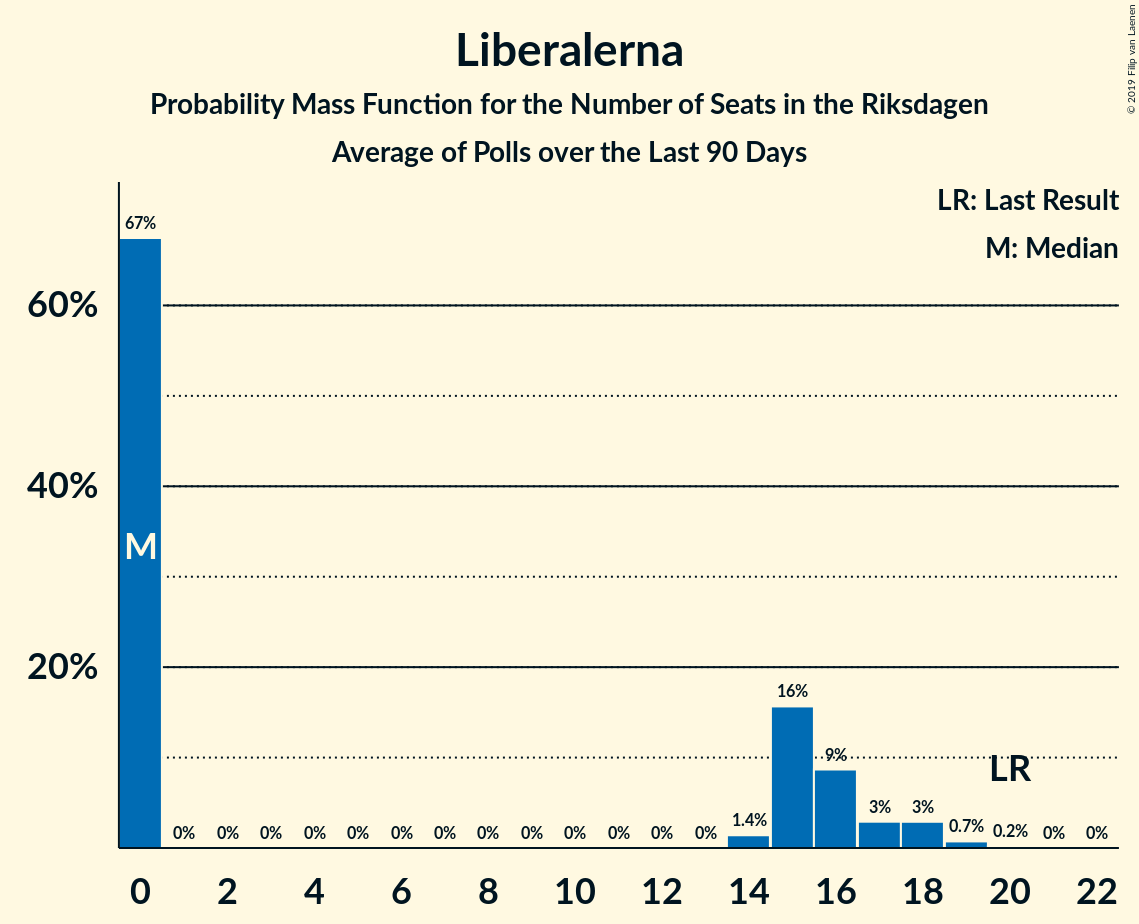 Liberalerna
Probability Mass Function for the Number of Seats in the Riksdagen
Average of Polls over the Last 90 Days
© 2019 Filip van Laenen
LR: Last Result
M: Median
60%
40%
20%
67%
M
0% 0% 0% 0% 0% 0% 0% 0% 0% 0% 0% 0% 0% 1.4% 16% 9% 3% 3% 0.7% 0.2% 0% 0%
LR
0 2 4 6 8 10 12 14 16 18 20 22